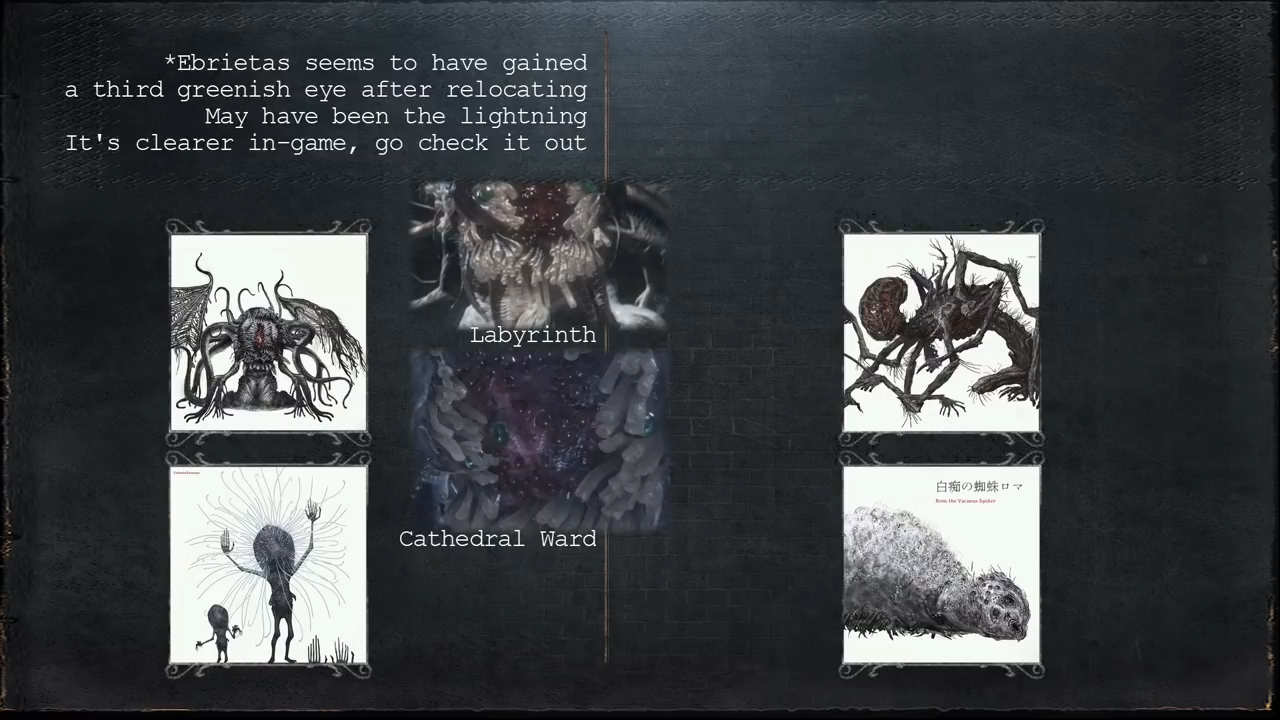 *Ebrietas seems to have gained
a third greenish eye after relocating
May have been the lightning
It's clearer in-game, go check it out
Labyrinth
Cathedral Ward
白痴の蜘蛛ロマ
Rom, the Vacuous Spider